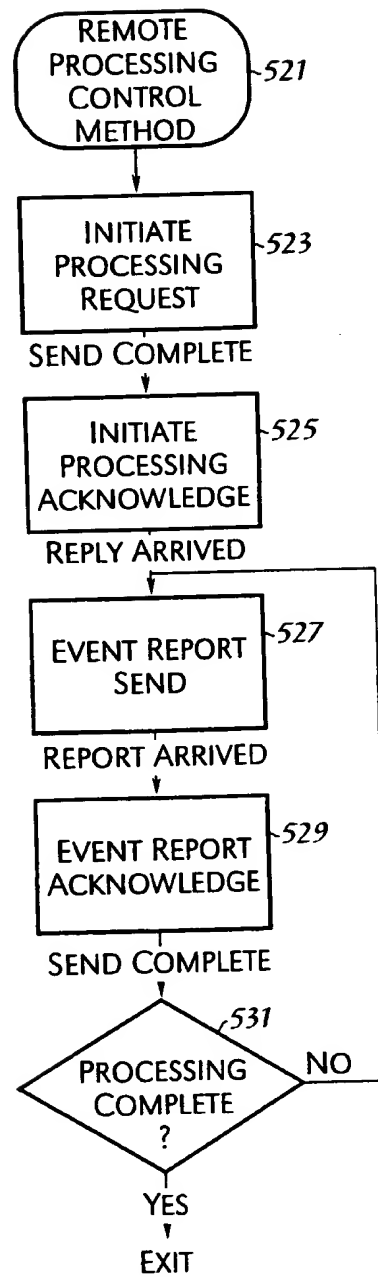 REMOTE
PROCESSING
CONTROL
METHOD
521
INITIATE
PROCESSING
REQUEST
523
SEND COMPLETE
INITIATE
PROCESSING
ACKNOWLEDGE
525
REPLY ARRIVED
EVENT REPORT
SEND
527
REPORT ARRIVED
EVENT REPORT
ACKNOWLEDGE
529
SEND COMPLETE
531
PROCESSING
COMPLETE
?
NO
YES
EXIT